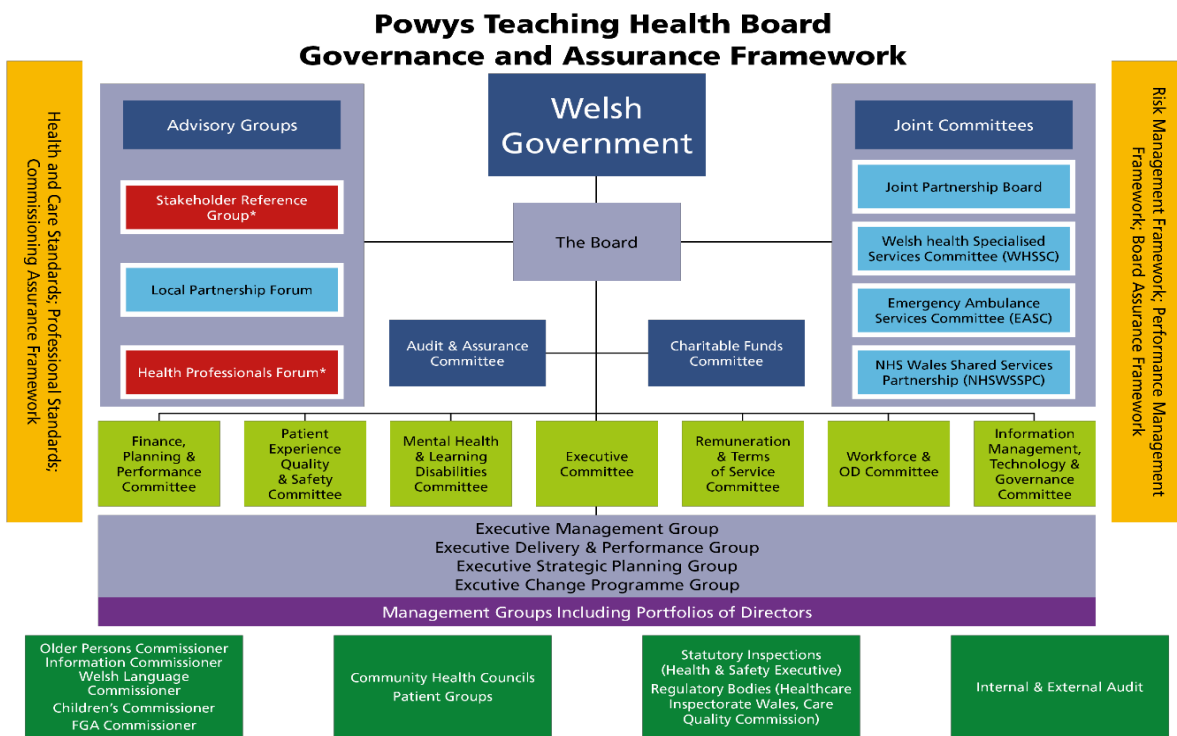 Powys Teaching Health Board
Governance and Assurance Framework
Health and Care Standards; Professional Standards;
Commissioning Assurance Framework
Advisory Groups
Stakeholder Reference
Group*
Local Partnership Forum
Health Professionals Forum*
Welsh
Government
The Board
Audit & Assurance
Committee
Charitable Funds
Committee
Joint Committees
Joint Partnership Board
Welsh health Specialised
Services Committee (WHSSC)
Emergency Ambulance
Services Committee (EASC)
NHS Wales Shared Services
Partnership (NHSWSSPC)
Risk Management Framework; Performance Management
Framework; Board Assurance Framework
Finance,
Planning &
Performance
Committee
Patient
Experience
Quality
& Safety
Committee
Mental Health
& Learning
Disabilities
Committee
Executive
Committee
Remuneration
& Terms
of Service
Committee
Workforce &
OD Committee
Information
Management,
Technology &
Governance
Committee
Executive Management Group
Executive Delivery & Performance Group
Executive Strategic Planning Group
Excutive Change Programme Group
Management Groups Including Portfolios of Directors
Older Persons Commissioner
Information Commissioner
Welsh Language
Commissioner
Children's Commissioner
FGA Commissioner
Community Health Councils
Patient Groups
Statutory Inspections
(Health & Safety Executive)
Regulatory Bodies (Healthcare
Inspectorate Wales, Care
Quality Commission)
Internal & External Audit